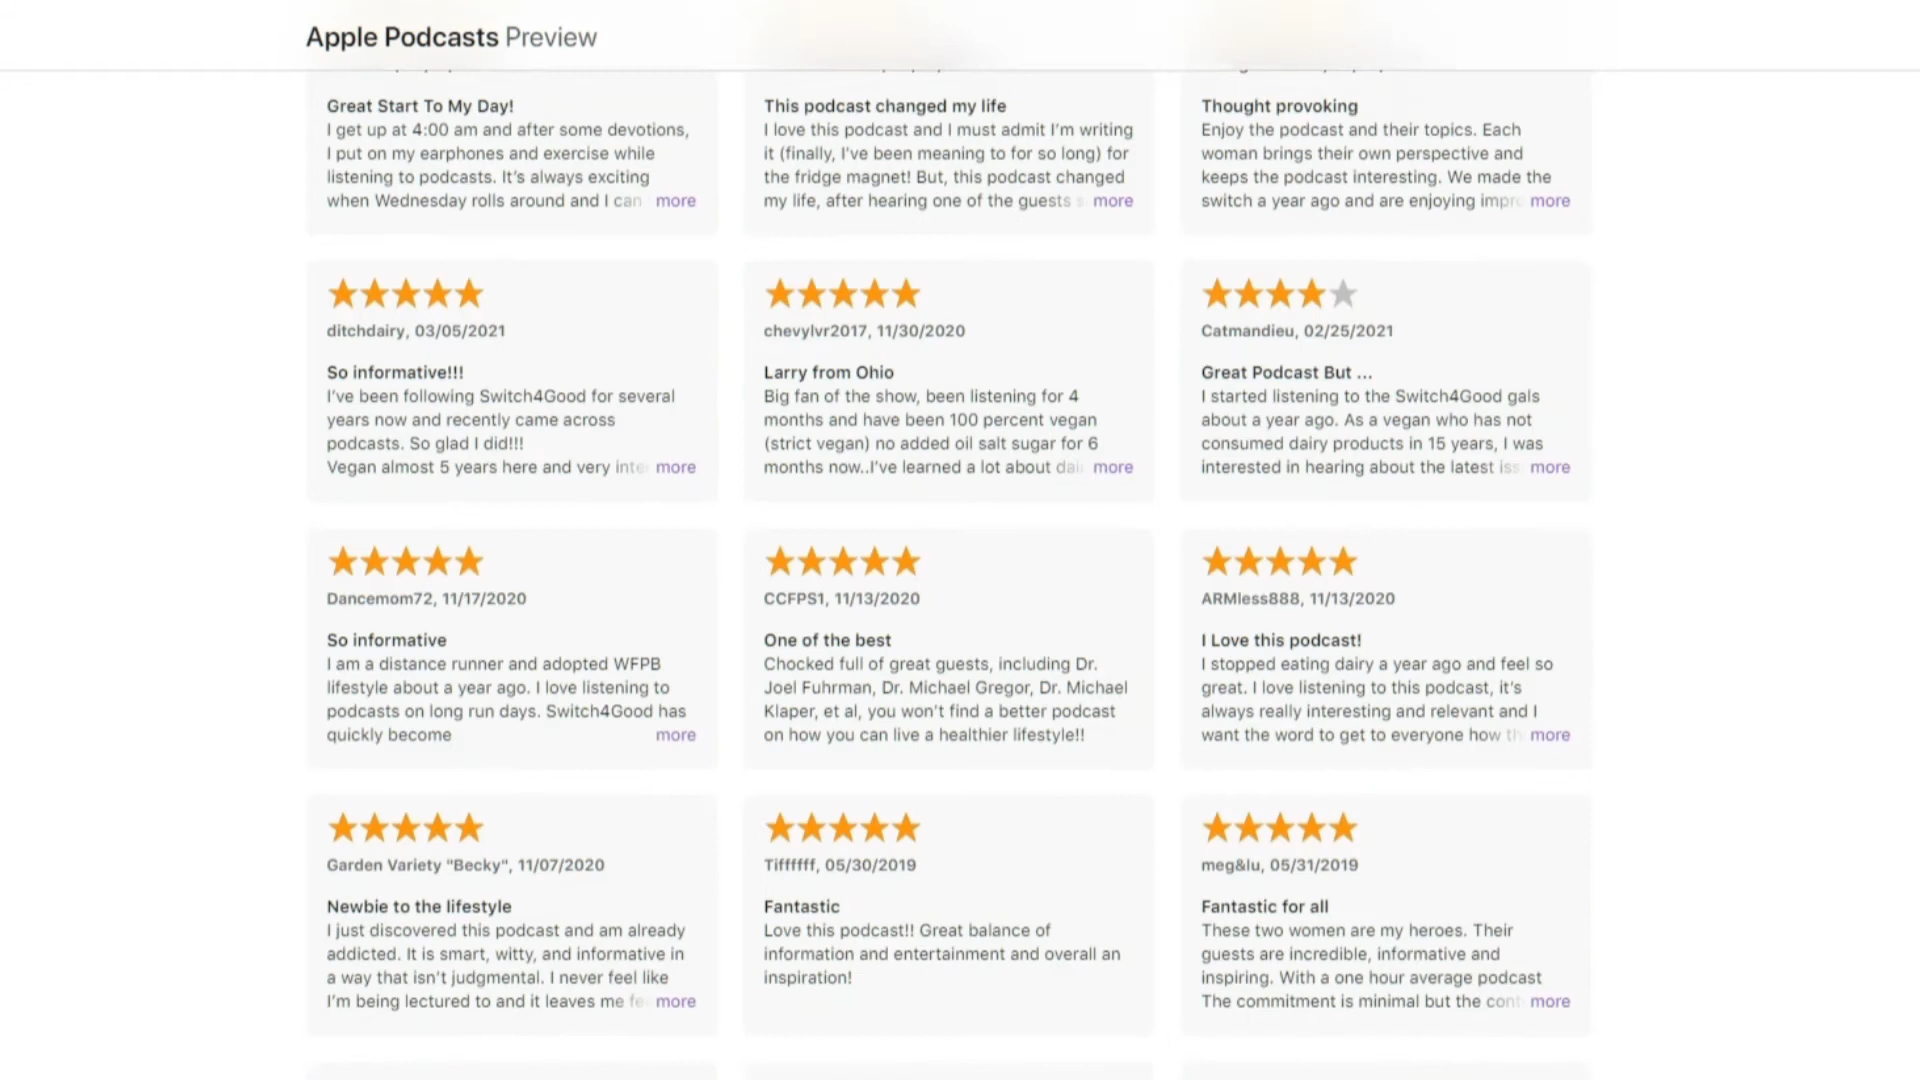 Apple Podcasts Preview
Great Start To My Day!
I get up at 4:00 am and after some devotions,
I put on my earphones and exercise while
listening to podcasts. It's always exciting
when Wednesday rolls around and I can more
This podcast changed my life
I love this podcast and I must admit I'm writing
it (finally, I've been meaning to for so long) for
the fridge magnet! But, this podcast changed
my life, after hearing one of the guests more
Thought provoking
Enjoy the podcast and their topics. Each
woman brings their own perspective and
keeps the podcast interesting. We made the
switch a year ago and are enjoying more
ditchdairy, 03/05/2021
So informative!!!
I've been following Switch4Good for several
years now and recently came across
podcasts. So glad I did!!!
Vegan almost 5 years here and very more
chevylvr2017, 11/30/2020
Larry from Ohio
Big fan of the show, been listening for 4
months and have been 100 percent vegan
(strict vegan) no added oil salt sugar for 6
months now..I've learned a lot about more
Catmandieu, 02/25/2021
Great Podcast But ...
I started listening to the Switch4Good gals
about a year ago. As a vegan who has not
consumed dairy products in 15 years, I was
interested in hearing about the latest more
Dancemom72, 11/17/2020
So informative
I am a distance runner and adopted WFPB
lifestyle about a year ago. I love listening to
podcasts on long run days. Switch4Good has
quickly become more
CCFPS1, 11/13/2020
One of the best
Chocked full of great guests, including Dr.
Joel Fuhrman, Dr. Michael Gregor, Dr. Michael
Klaper, et al, you won't find a better podcast
on how you can live a healthier lifestyle!!
ARMless888, 11/13/2020
I Love this podcast!
I stopped eating dairy a year ago and feel so
great. I love listening to this podcast, it's
always really interesting and relevant and I
want the word to get to everyone how more
Garden Variety "Becky", 11/07/2020
Newbie to the lifestyle
I just discovered this podcast and am already
addicted. It is smart, witty, and informative in
a way that isn't judgmental. I never feel like
I'm being lectured to and it leaves me more
Tiffffff, 05/30/2019
Fantastic
Love this podcast!! Great balance of
information and entertainment and overall an
inspiration!
meg&lu, 05/31/2019
Fantastic for all
These two women are my heroes. Their
guests are incredible, informative and
inspiring. With a one hour average podcast
The commitment is minimal but the more